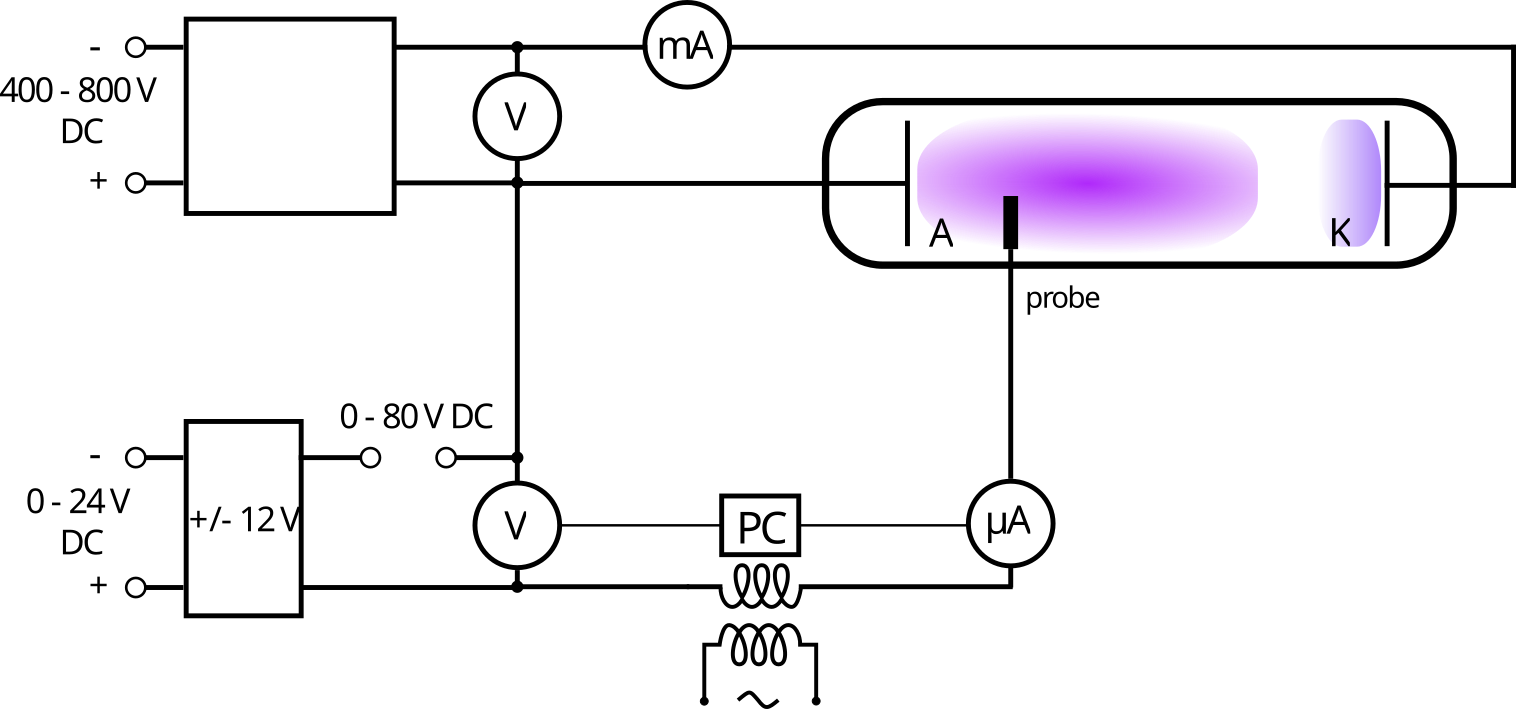 -
mA
400 - 800 V
DC
V
+
A
K
probe
0 - 80 V DC
-
0 - 24 V
DC
+/- 12 V
V
PC
µA
+
~